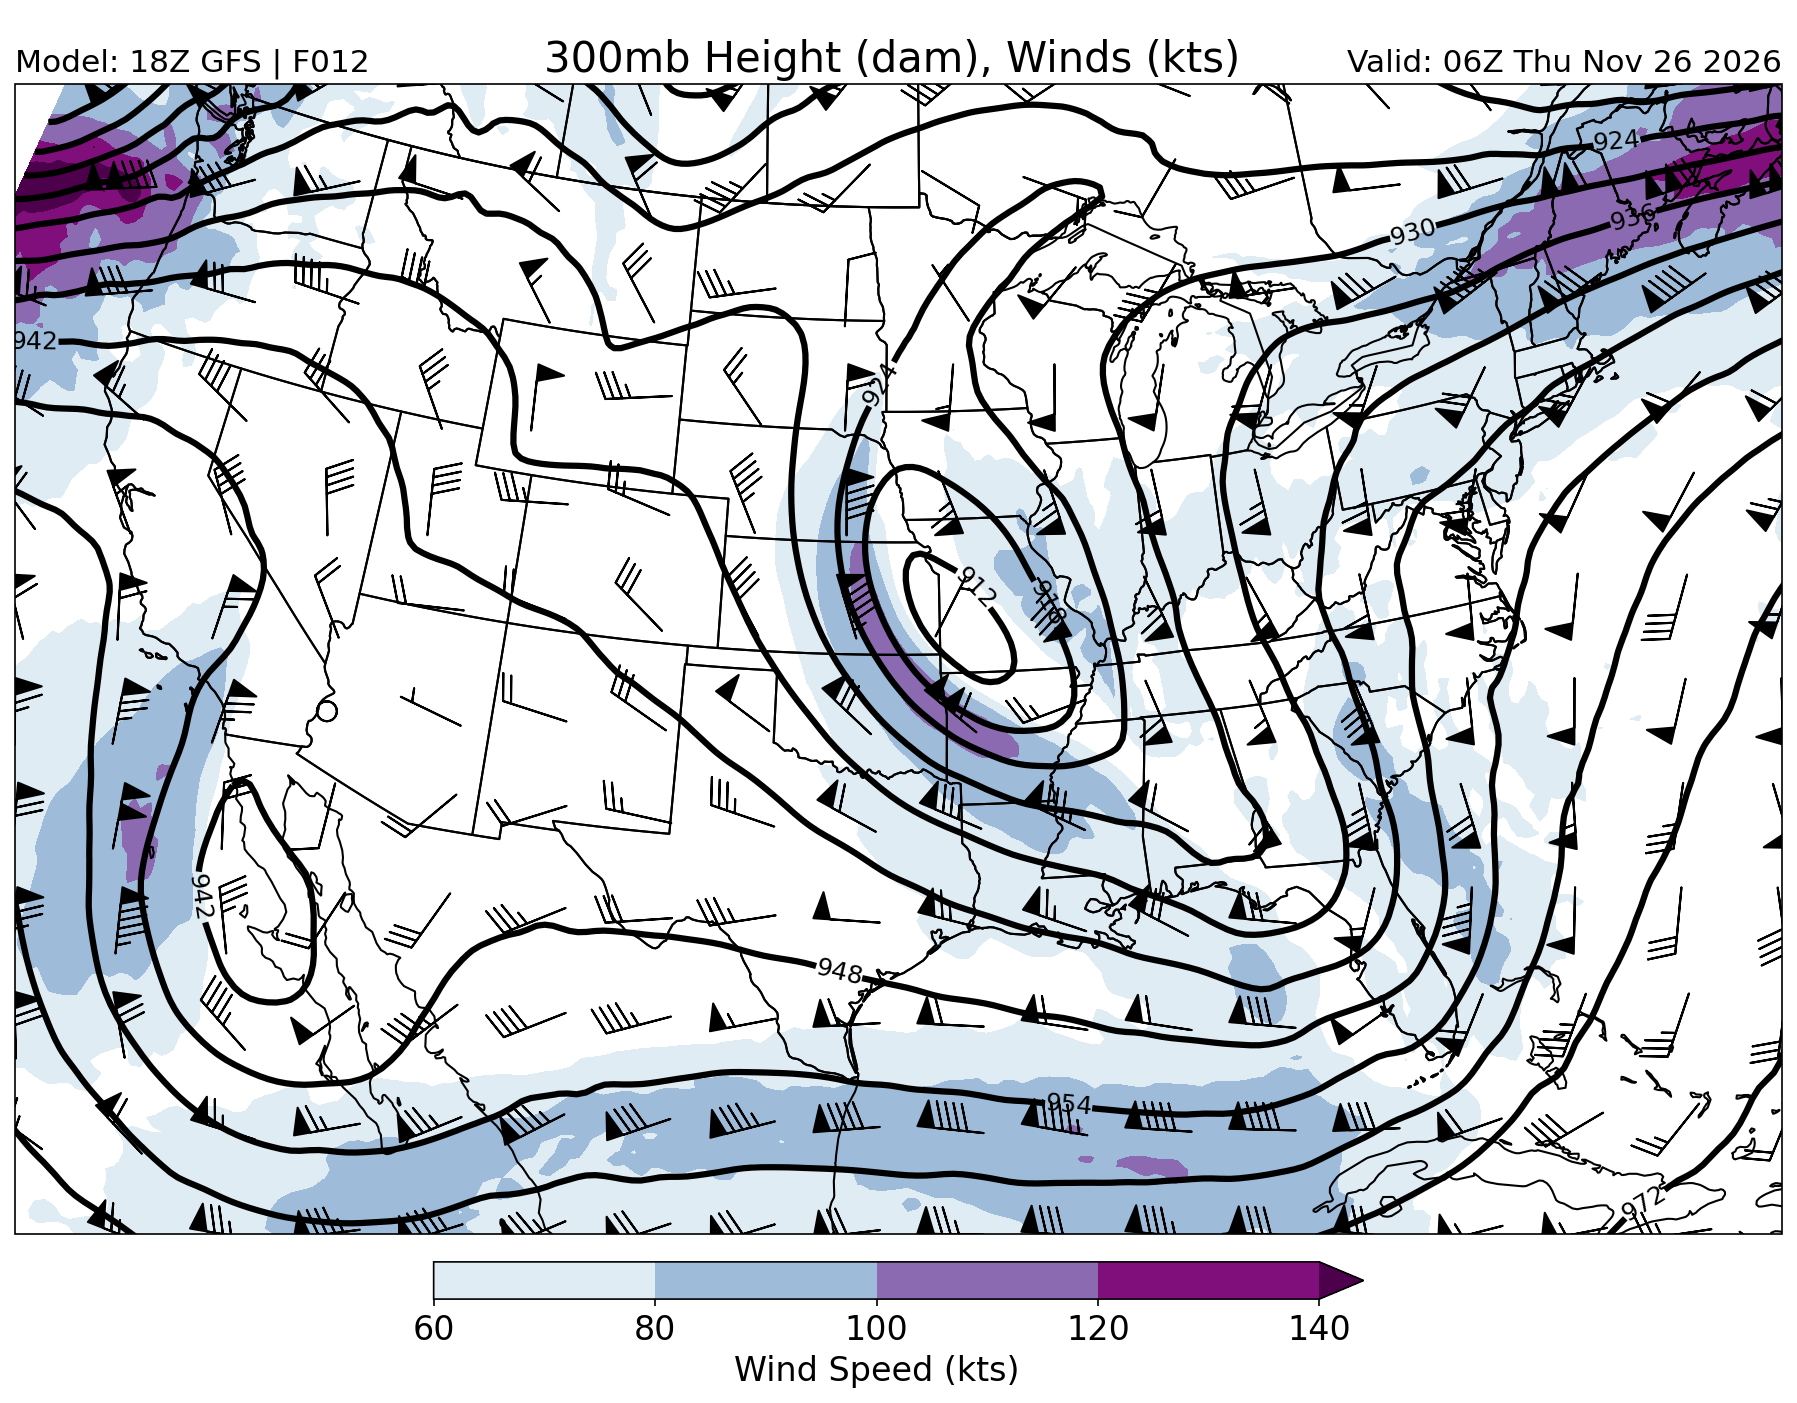 Model: 18Z GFS | F012
300mb Height (dam), Winds (kts)
Valid: 06Z Thu Nov 26 2026
924
936
930
942
924
912
918
942
948
954
972
60 80 100 120 140
Wind Speed (kts)